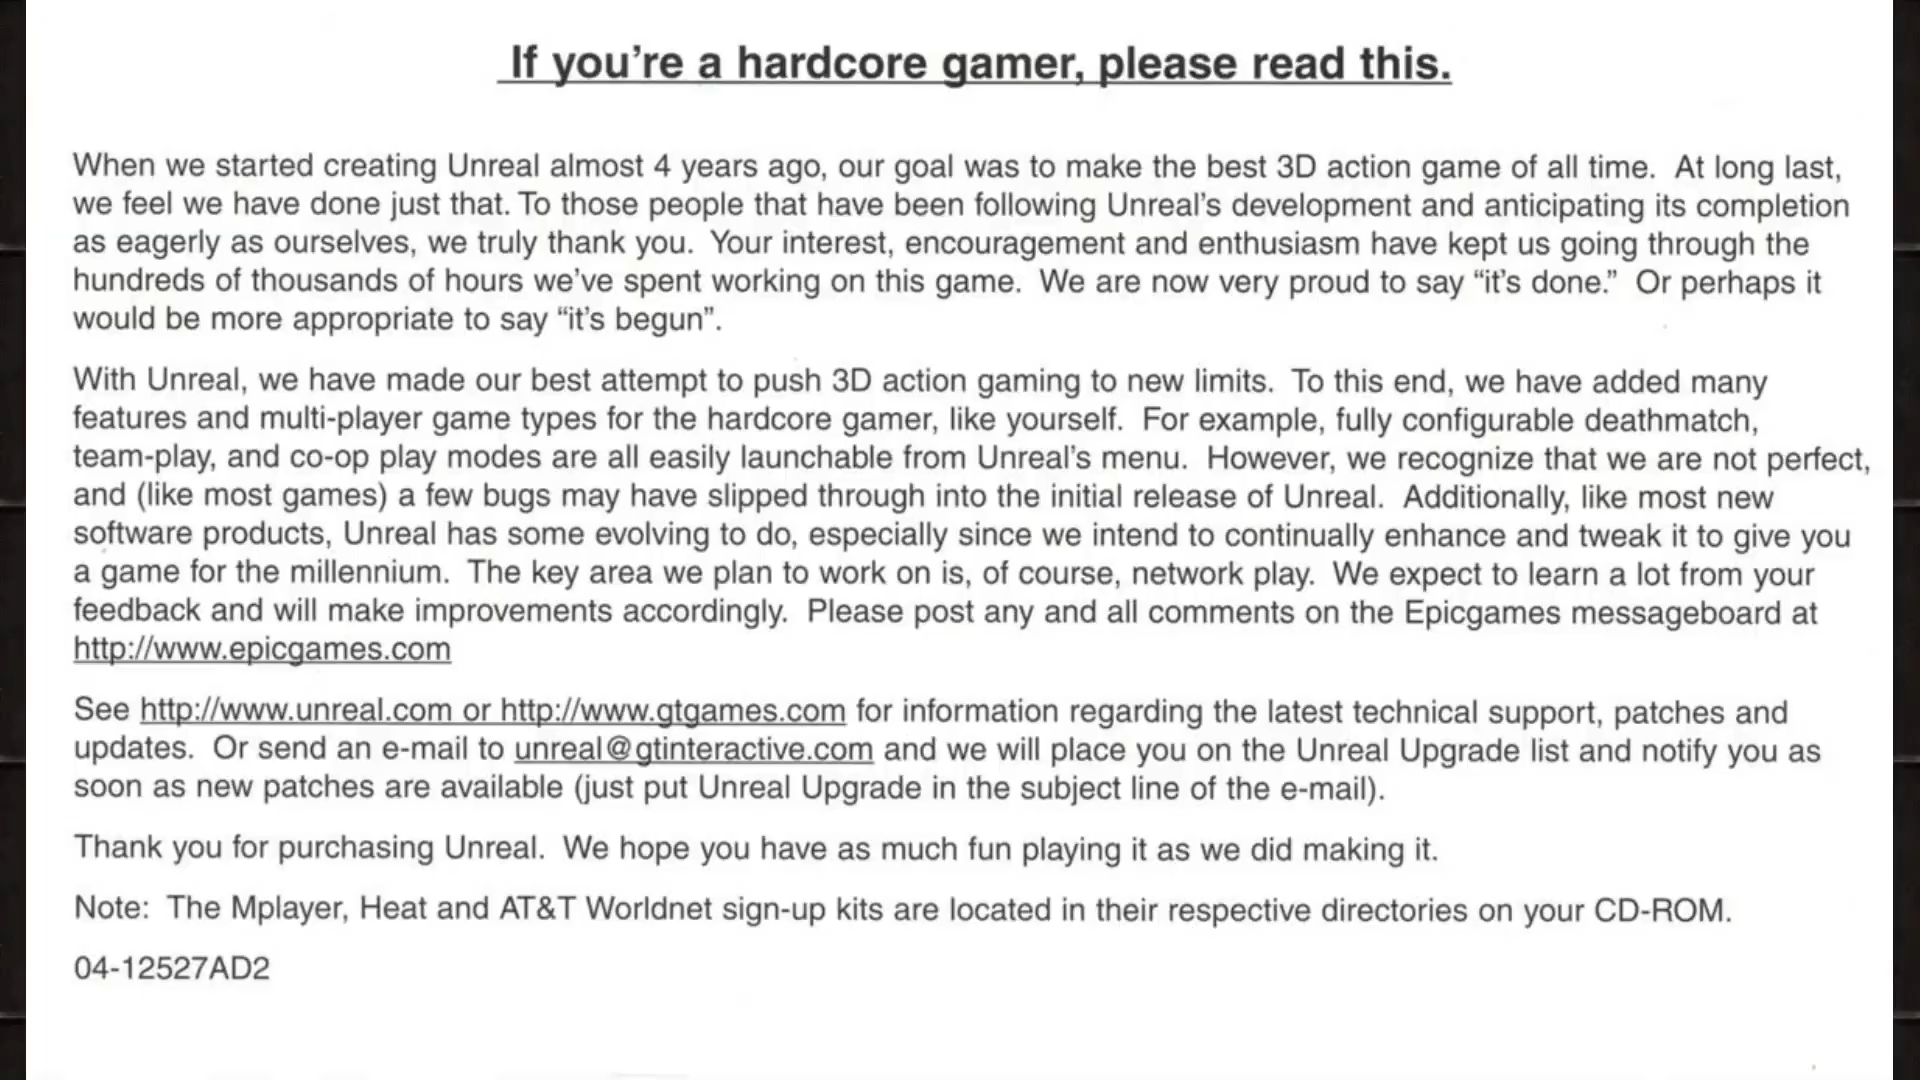 If you're a hardcore gamer, please read this.
When we started creating Unreal almost 4 years ago, our goal was to make the best 3D action game of all time.  At long last,
we feel we have done just that. To those people that have been following Unreal's development and anticipating its completion
as eagerly as ourselves, we truly thank you.  Your interest, encouragement and enthusiasm have kept us going through the
hundreds of thousands of hours we've spent working on this game.  We are now very proud to say “it's done.”  Or perhaps it
would be more appropriate to say “it's begun”.
With Unreal, we have made our best attempt to push 3D action gaming to new limits.  To this end, we have added many
features and multi-player game types for the hardcore gamer, like yourself.  For example, fully configurable deathmatch,
team-play, and co-op play modes are all easily launchable from Unreal's menu.  However, we recognize that we are not perfect,
and (like most games) a few bugs may have slipped through into the initial release of Unreal.  Additionally, like most new
software products, Unreal has some evolving to do, especially since we intend to continually enhance and tweak it to give you
a game for the millennium.  The key area we plan to work on is, of course, network play.  We expect to learn a lot from your
feedback and will make improvements accordingly.  Please post any and all comments on the Epicgames messageboard at
http://www.epicgames.com
See http://www.unreal.com or http://www.gtgames.com for information regarding the latest technical support, patches and
updates.  Or send an e-mail to unreal@gtinteractive.com and we will place you on the Unreal Upgrade list and notify you as
soon as new patches are available (just put Unreal Upgrade in the subject line of the e-mail).
Thank you for purchasing Unreal.  We hope you have as much fun playing it as we did making it.
Note:  The Mplayer, Heat and AT&T Worldnet sign-up kits are located in their respective directories on your CD-ROM.
04-12527AD2